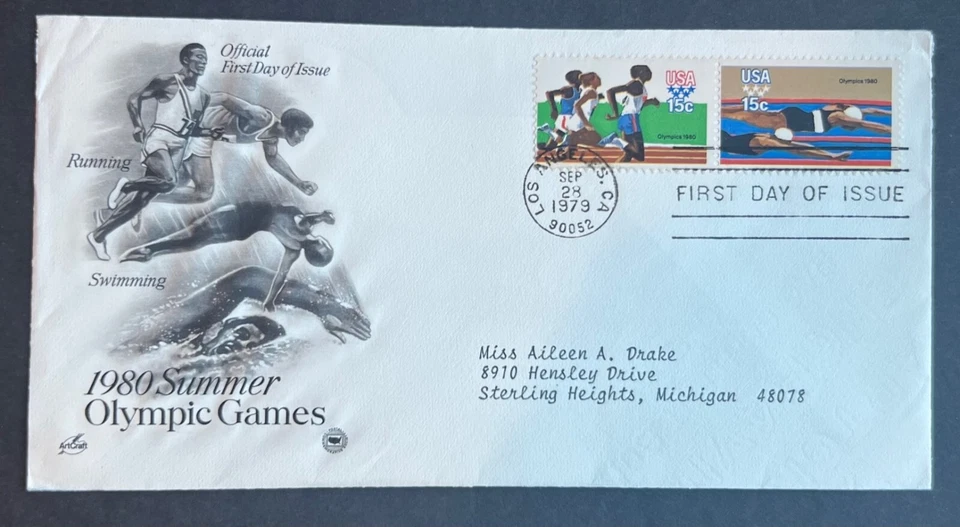 Official
First Day of Issue
Running
Swimming
1980 Summer
Olympic Games
ArtCraft
USA
15c
Olympics 1980
USA
15c
Olympics 1980
LOS ANGELES, CA
SEP
28
1979
90052
FIRST DAY OF ISSUE
Miss Aileen A. Drake
8910 Hensley Drive
Sterling Heights, Michigan 48078